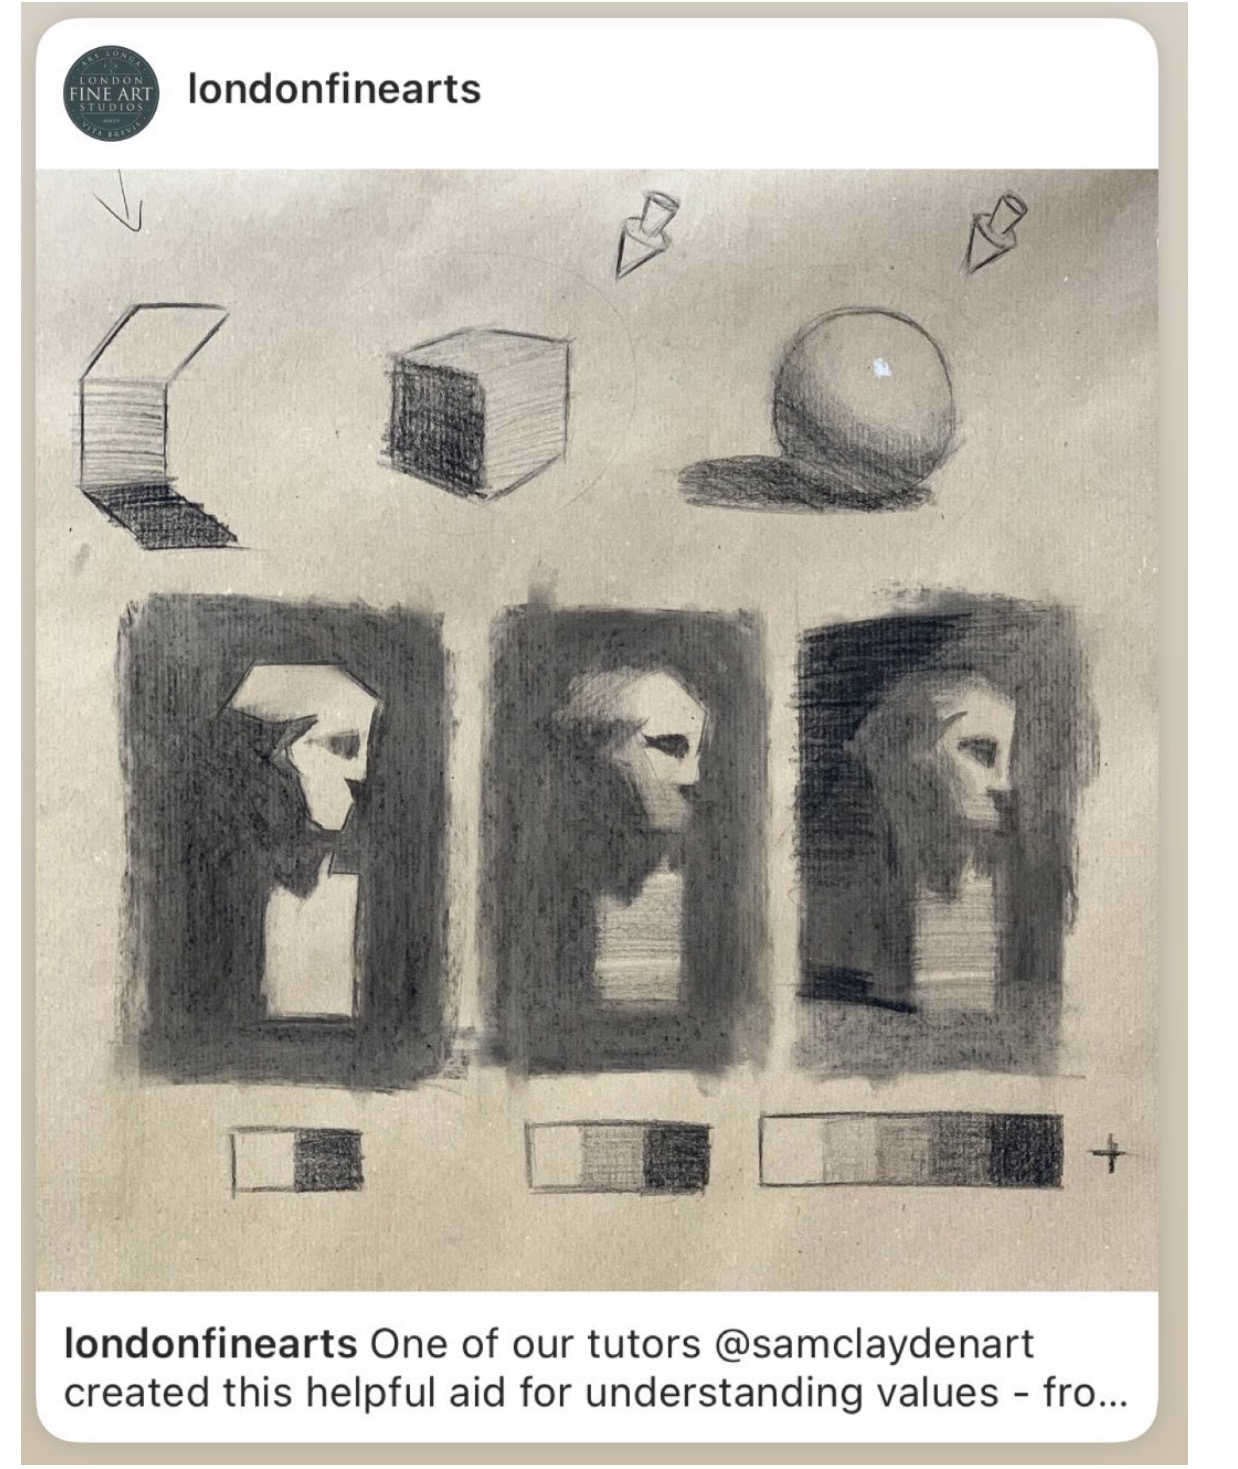 ARS LONGA
LONDON
FINE ART
STUDIOS
VITA BREVIS
londonfinearts
londonfinearts One of our tutors @samclaydenart
created this helpful aid for understanding values - fro...